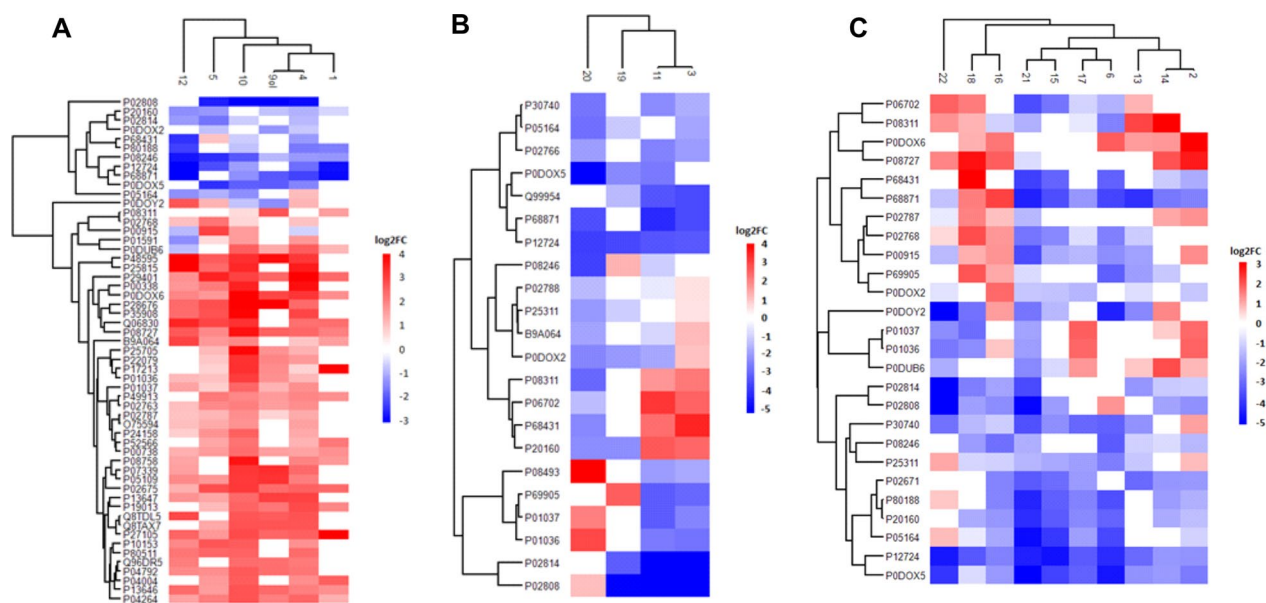 A
12
5
10
9ol
4
1
P02808
P20160
P02814
P0DOX2
P68431
P80188
P08246
P12724
P68871
P0DOX5
P05164
P0DOY2
P08311
P02768
P00915
P01591
P0DUB6
P48595
P25815
P29401
P00338
P0DOX6
P28676
P35908
Q06830
P08727
B9A064
P25705
P22079
P17213
P01036
P01037
P49913
P02763
P02787
O75594
P24158
P52566
P00738
P08758
P07339
P05109
P02675
P13647
P19013
Q8TDL5
Q8TAX7
P27105
P10153
P80511
Q96DR5
P04792
P04004
P13646
P04264
log2FC
4
3
2
1
0
-1
-2
-3
B
20
19
11
3
P30740
P05164
P02766
P0DOX5
Q99954
P68871
P12724
P08246
P02788
P25311
B9A064
P0DOX2
P08311
P06702
P68431
P20160
P08493
P69905
P01037
P01036
P02814
P02808
log2FC
4
3
2
1
0
-1
-2
-3
-4
-5
C
22
18
16
21
15
17
6
13
14
2
P06702
P08311
P0DOX6
P08727
P68431
P68871
P02787
P02768
P00915
P69905
P0DOX2
P0DOY2
P01037
P01036
P0DUB6
P02814
P02808
P30740
P08246
P25311
P02671
P80188
P20160
P05164
P12724
P0DOX5
log2FC
3
2
1
0
-1
-2
-3
-4
-5